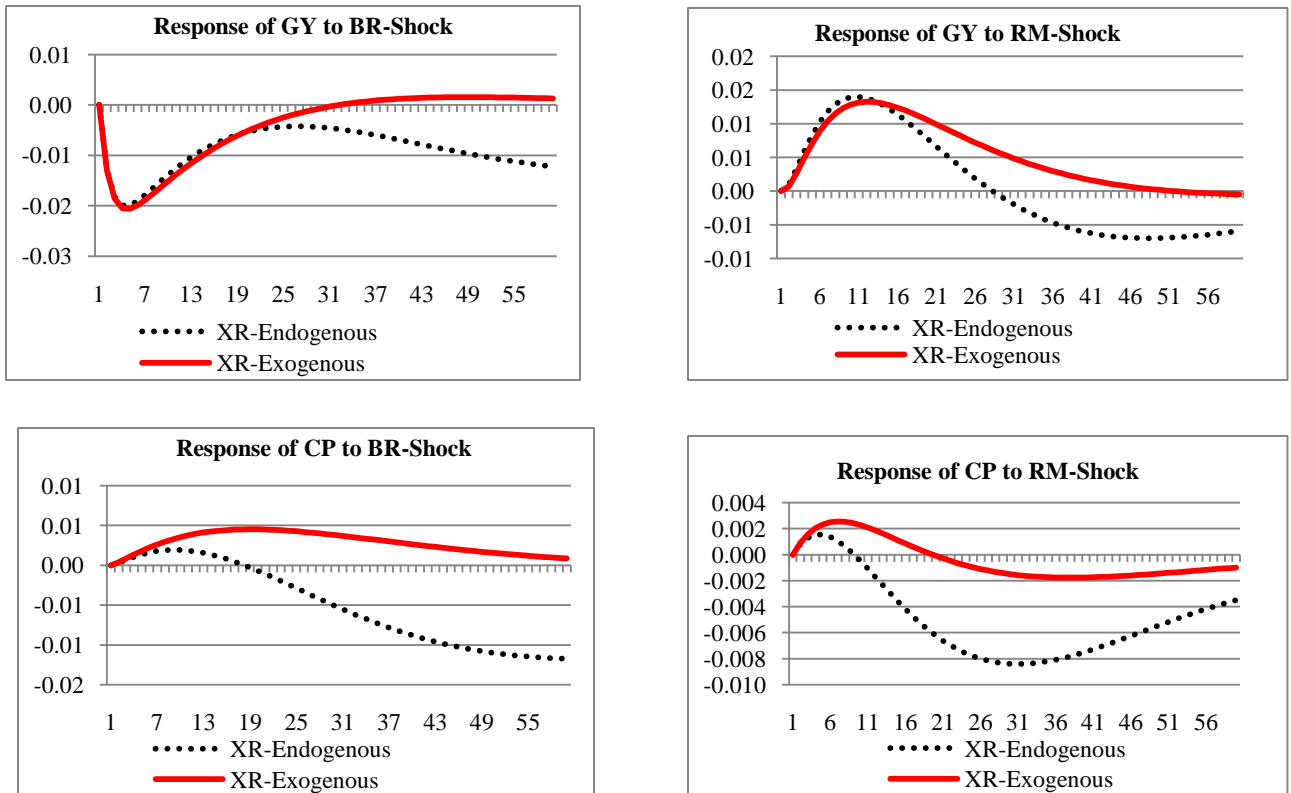 Response of GY to BR-Shock
0.01
0.00
-0.01
-0.02
-0.03
1 7 13 19 25 31 37 43 49 55
XR-Endogenous
XR-Exogenous
Response of GY to RM-Shock
0.02
0.02
0.01
0.01
0.00
-0.01
-0.01
1 6 11 16 21 26 31 36 41 46 51 56
XR-Endogenous
XR-Exogenous
Response of CP to BR-Shock
0.01
0.01
0.00
-0.01
-0.01
-0.02
1 7 13 19 25 31 37 43 49 55
XR-Endogenous
XR-Exogenous
Response of CP to RM-Shock
0.004
0.002
0.000
-0.002
-0.004
-0.006
-0.008
-0.010
1 6 11 16 21 26 31 36 41 46 51 56
XR-Endogenous
XR-Exogenous